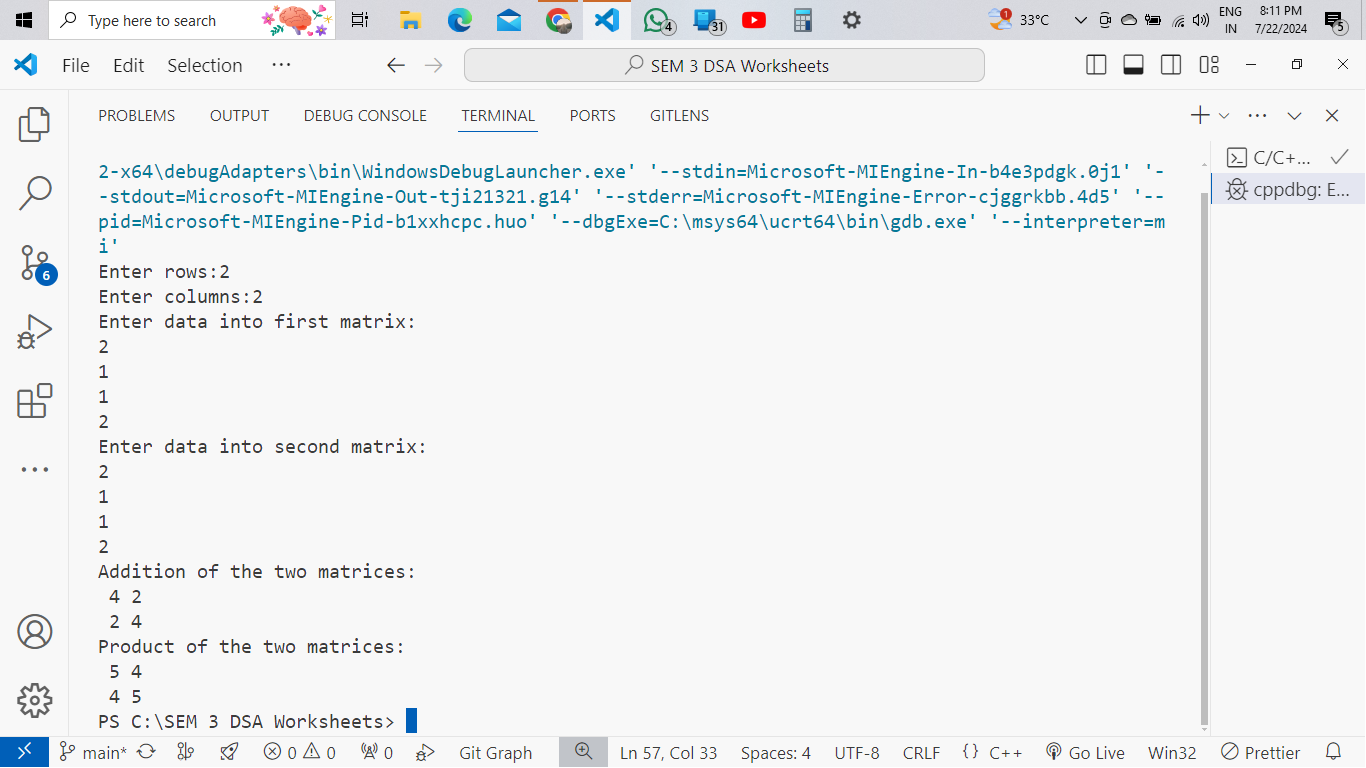 Type here to search
4
31
1
33°C
ENG
IN
8:11 PM
7/22/2024
5
File Edit Selection ···
SEM 3 DSA Worksheets
PROBLEMS OUTPUT DEBUG CONSOLE TERMINAL PORTS GITLENS
C/C+...
cppdbg: E...
6
2-x64\debugAdapters\bin\WindowsDebugLauncher.exe' '--stdin=Microsoft-MIEngine-In-b4e3pdgk.0j1' '-
-stdout=Microsoft-MIEngine-Out-tji21321.g14' '--stderr=Microsoft-MIEngine-Error-cjggrkbb.4d5' '--
pid=Microsoft-MIEngine-Pid-b1xxhcpc.huo' '--dbgExe=C:\msys64\ucrt64\bin\gdb.exe' '--interpreter=m
i'
Enter rows:2
Enter columns:2
Enter data into first matrix:
2
1
1
2
Enter data into second matrix:
2
1
1
2
Addition of the two matrices:
4 2
2 4
Product of the two matrices:
5 4
4 5
PS C:\SEM 3 DSA Worksheets>
main* 0 0 0 Git Graph Ln 57, Col 33 Spaces: 4 UTF-8 CRLF {} C++ Go Live Win32 Prettier